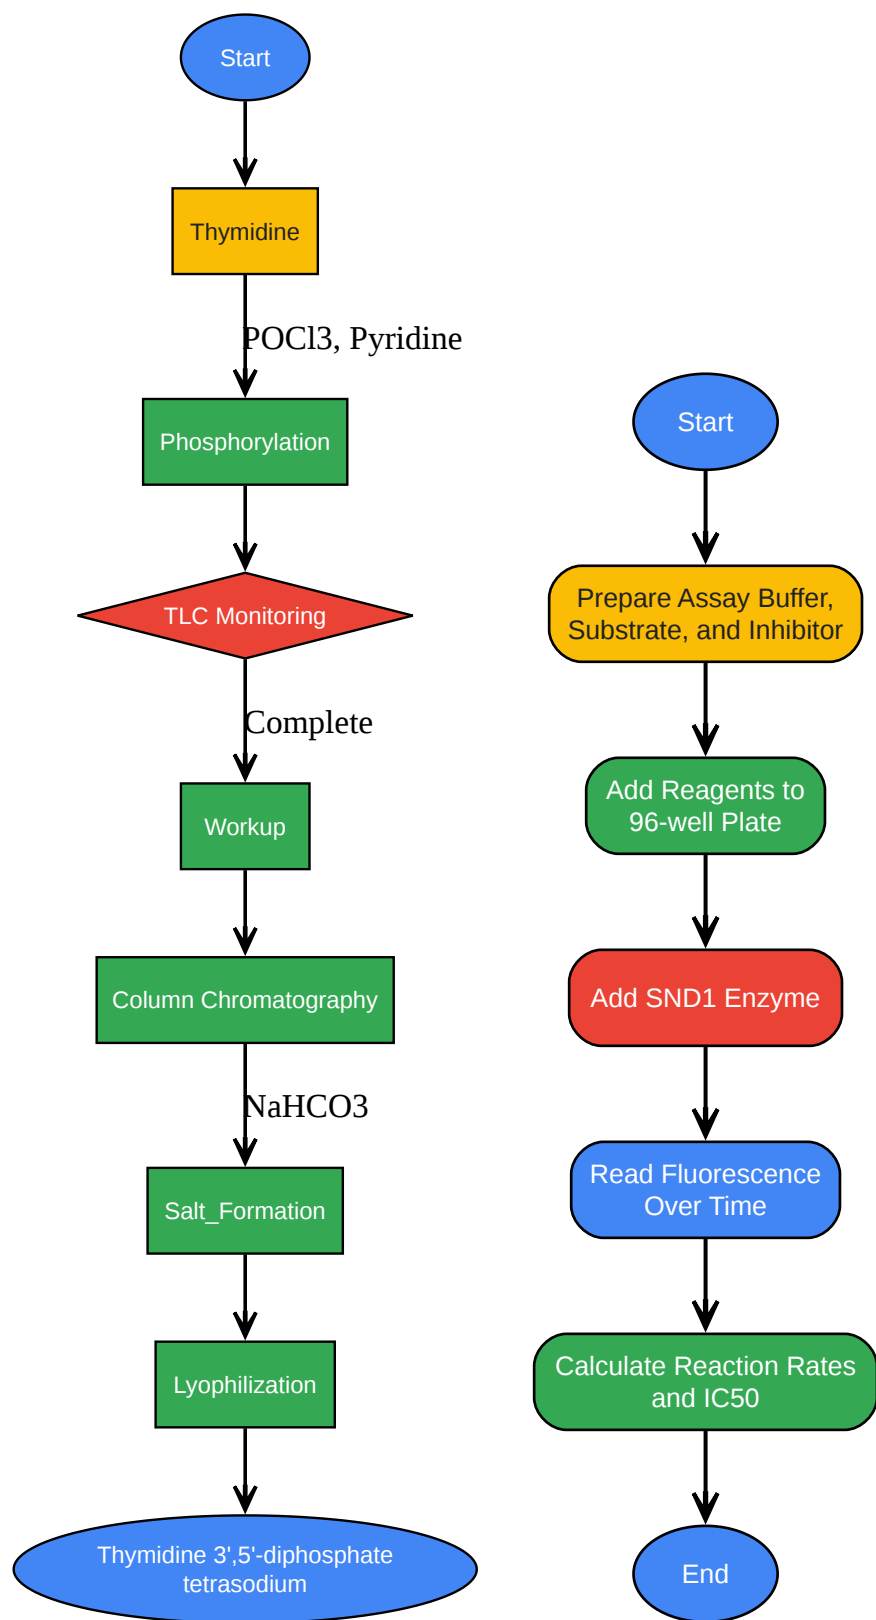 Start
Thymidine
POCl3, Pyridine
Phosphorylation
TLC Monitoring
Complete
Workup
Column Chromatography
NaHCO3
Salt_Formation
Lyophilization
Thymidine 3',5'-diphosphate
tetrasodium
Start
Prepare Assay Buffer,
Substrate, and Inhibitor
Add Reagents to
96-well Plate
Add SND1 Enzyme
Read Fluorescence
Over Time
Calculate Reaction Rates
and IC50
End